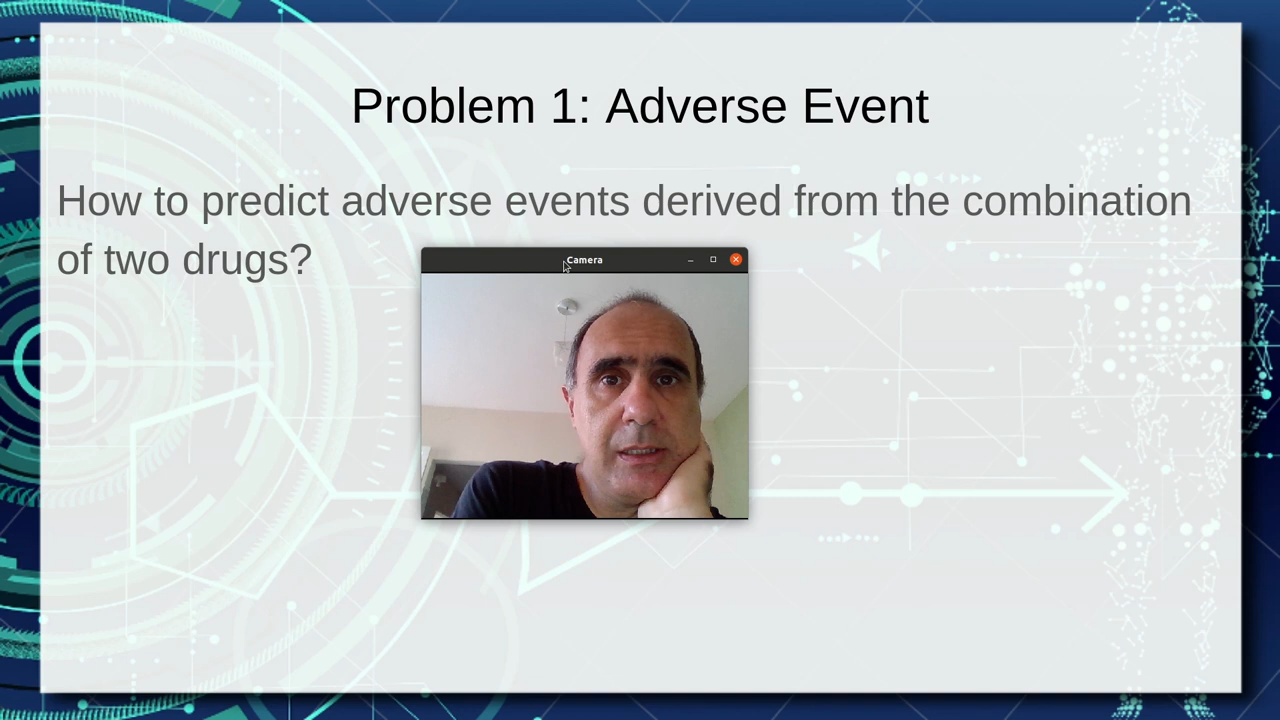 Problem 1: Adverse Event
How to predict adverse events derived from the combination
of two drugs?
Camera